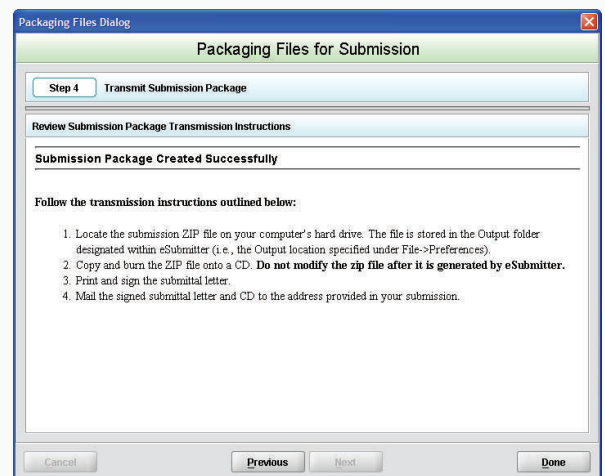 Packaging Files Dialog
Packaging Files for Submission
Step 4 Transmit Submission Package
Review Submission Package Transmission Instructions
Submission Package Created Successfully
Follow the transmission instructions outlined below:
1. Locate the submission ZIP file on your computer's hard drive. The file is stored in the Output folder
designated within eSubmitter (i.e., the Output location specified under File->Preferences).
2. Copy and burn the ZIP file onto a CD. Do not modify the zip file after it is generated by eSubmitter.
3. Print and sign the submittal letter.
4. Mail the signed submittal letter and CD to the address provided in your submission.
Cancel Previous Next Done